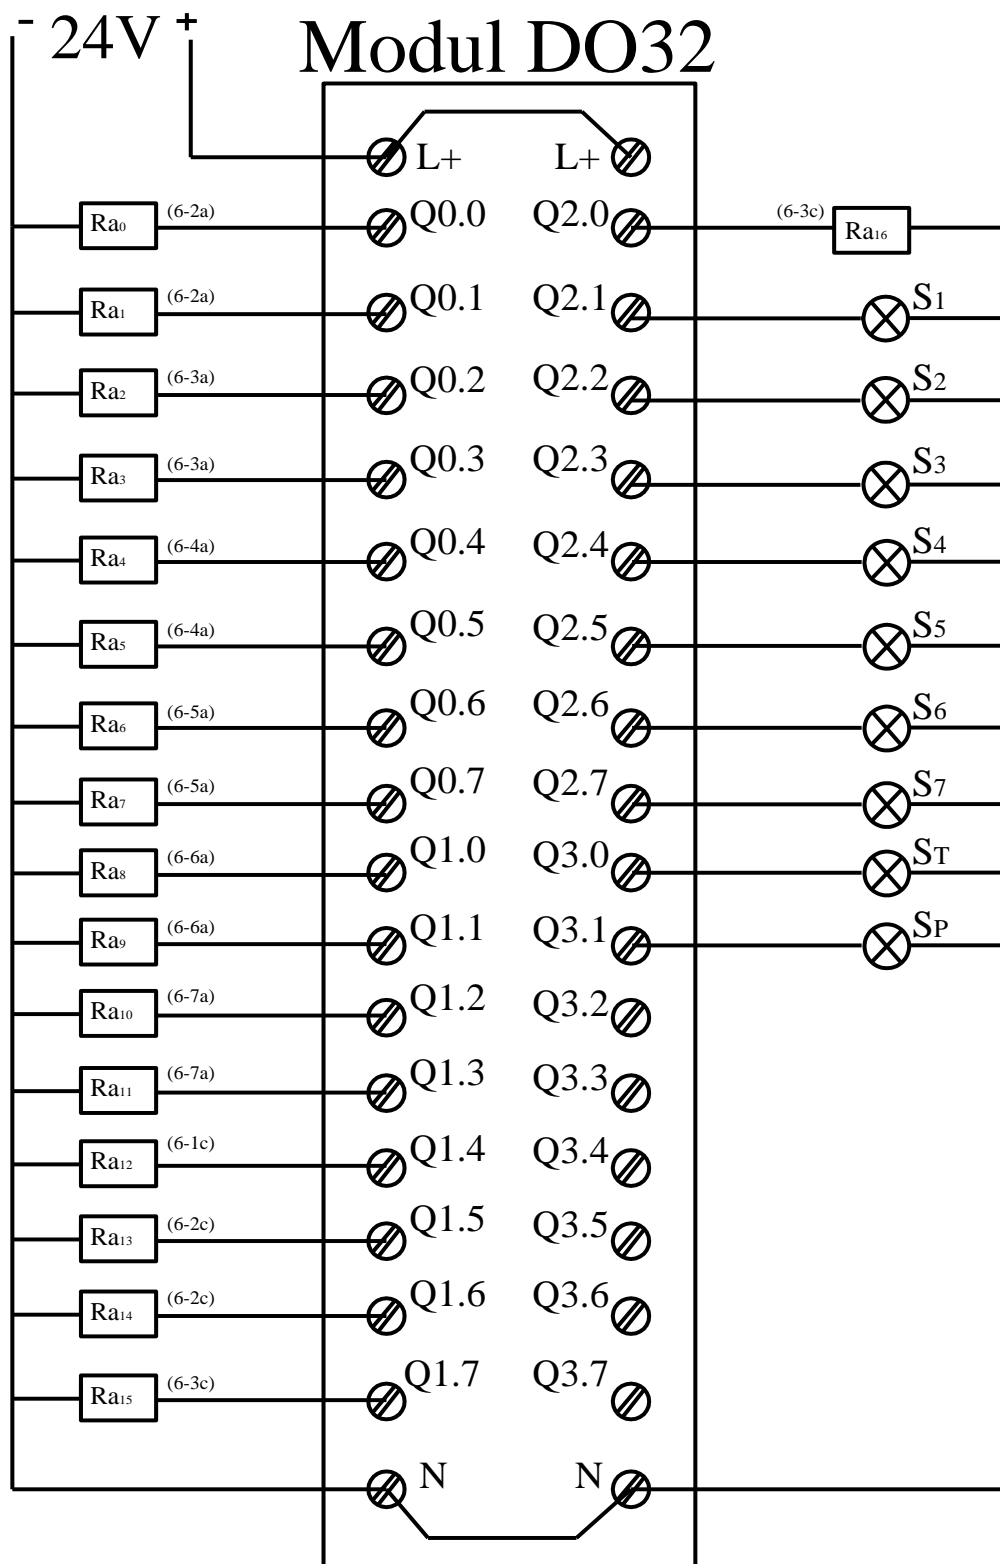 - 24V +
Modul DO32
L+ L+
Ra0 (6-2a) Q0.0 Q2.0 (6-3c) Ra16
Ra1 (6-2a) Q0.1 Q2.1 S1
Ra2 (6-3a) Q0.2 Q2.2 S2
Ra3 (6-3a) Q0.3 Q2.3 S3
Ra4 (6-4a) Q0.4 Q2.4 S4
Ra5 (6-4a) Q0.5 Q2.5 S5
Ra6 (6-5a) Q0.6 Q2.6 S6
Ra7 (6-5a) Q0.7 Q2.7 S7
Ra8 (6-6a) Q1.0 Q3.0 ST
Ra9 (6-6a) Q1.1 Q3.1 SP
Ra10 (6-7a) Q1.2 Q3.2
Ra11 (6-7a) Q1.3 Q3.3
Ra12 (6-1c) Q1.4 Q3.4
Ra13 (6-2c) Q1.5 Q3.5
Ra14 (6-2c) Q1.6 Q3.6
Ra15 (6-3c) Q1.7 Q3.7
N N